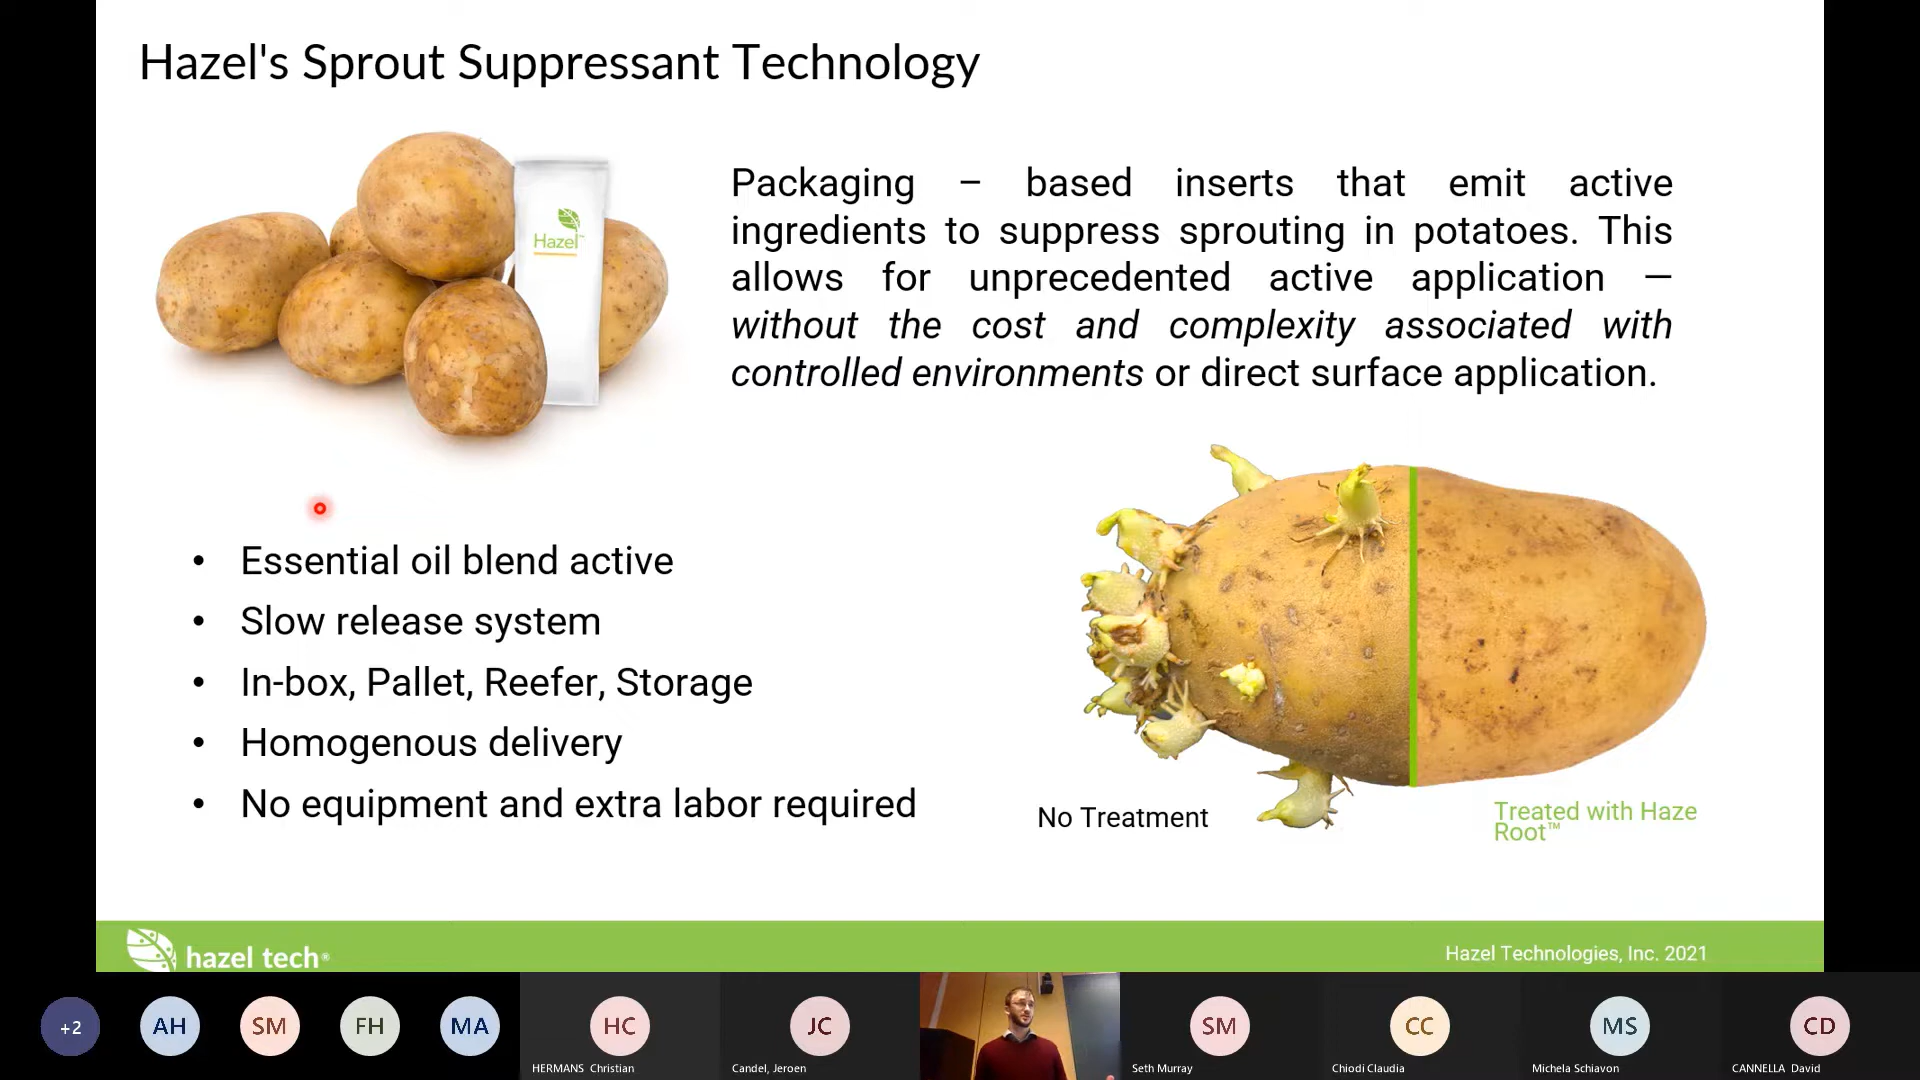 Hazel's Sprout Suppressant Technology
Hazel™
Packaging – based inserts that emit active
ingredients to suppress sprouting in potatoes. This
allows for unprecedented active application —
without the cost and complexity associated with
controlled environments or direct surface application.
• Essential oil blend active
• Slow release system
• In-box, Pallet, Reefer, Storage
• Homogenous delivery
• No equipment and extra labor required
No Treatment
Treated with Haze
Root™
hazel tech®
Hazel Technologies, Inc. 2021
+2
AH
SM
FH
MA
HC
JC
SM
CC
MS
CD
HERMANS Christian
Candel, Jeroen
Seth Murray
Chiodi Claudia
Michela Schiavon
CANNELLA David